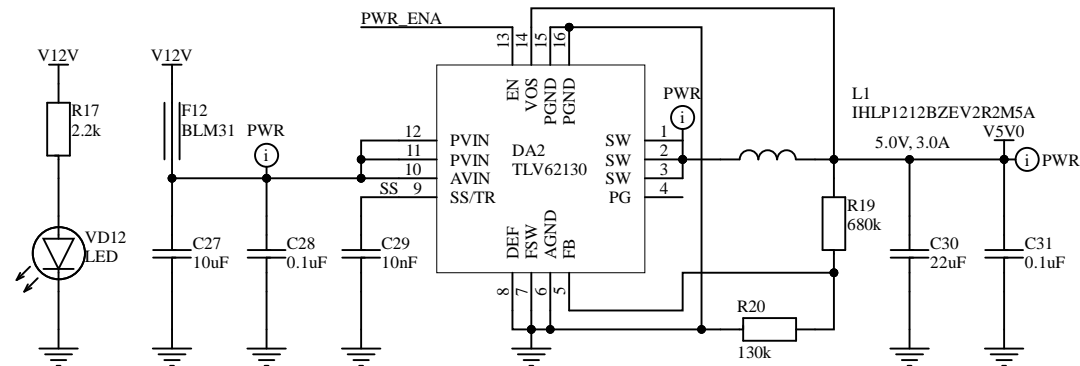 PWR_ENA
13
14
15
16
V12V
V12V
EN
VOS
PGND
PGND
R17
2.2k
F12
BLM31
PWR
i
12
11
10
9
SS
PVIN
PVIN
AVIN
SS/TR
DA2
TLV62130
SW
SW
SW
PG
1
2
3
4
PWR
i
L1
IHLP1212BZEV2R2M5A
V5V0
5.0V, 3.0A
i
PWR
R19
680k
VD12
LED
C27
10uF
C28
0.1uF
C29
10nF
DEF
FSW
AGND
FB
8
7
6
5
C30
22uF
C31
0.1uF
R20
130k